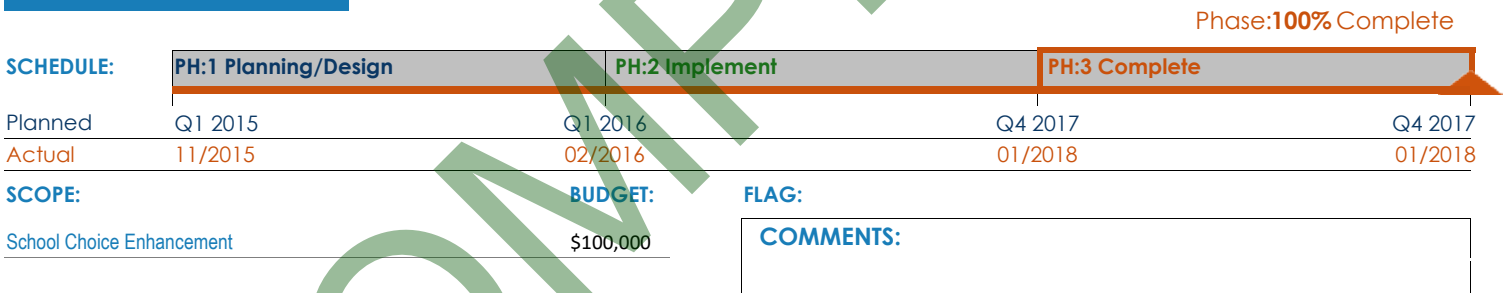 Phase:100% Complete
SCHEDULE: PH:1 Planning/Design PH:2 Implement PH:3 Complete
Planned Q1 2015 Q1 2016 Q4 2017 Q4 2017
Actual 11/2015 02/2016 01/2018 01/2018
SCOPE: BUDGET: FLAG:
School Choice Enhancement $100,000 COMMENTS: